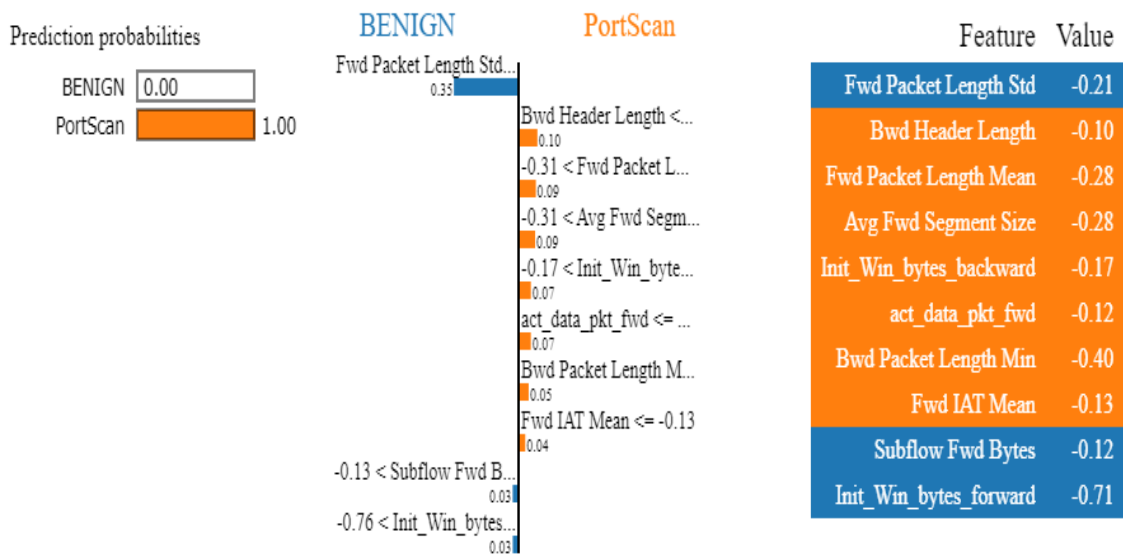 Prediction probabilities
BENIGN 0.00
PortScan 1.00
BENIGN PortScan
Fwd Packet Length Std...
0.35
Bwd Header Length <...
0.10
-0.31 < Fwd Packet L...
0.09
-0.31 < Avg Fwd Segm...
0.09
-0.17 < Init_Win_byte...
0.07
act_data_pkt_fwd <= ...
0.07
Bwd Packet Length M...
0.05
Fwd IAT Mean <= -0.13
0.04
-0.13 < Subflow Fwd B...
0.03
-0.76 < Init_Win_bytes...
0.03
Feature Value
Fwd Packet Length Std -0.21
Bwd Header Length -0.10
Fwd Packet Length Mean -0.28
Avg Fwd Segment Size -0.28
Init_Win_bytes_backward -0.17
act_data_pkt_fwd -0.12
Bwd Packet Length Min -0.40
Fwd IAT Mean -0.13
Subflow Fwd Bytes -0.12
Init_Win_bytes_forward -0.71